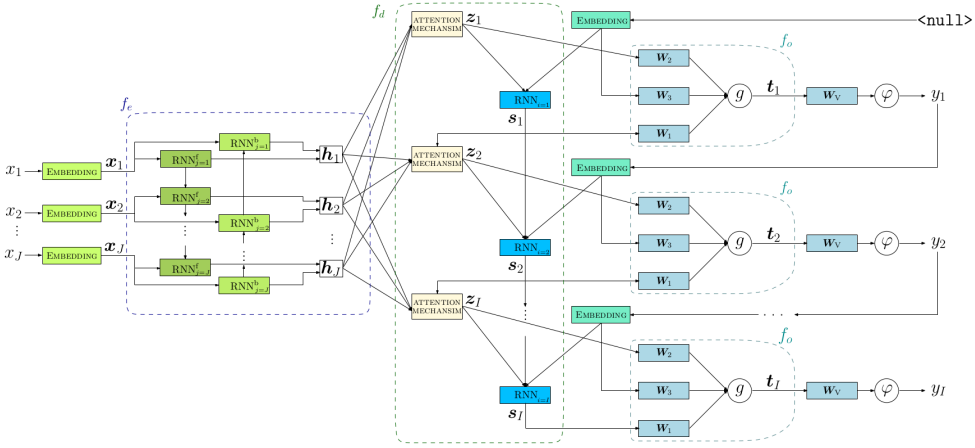 f_d
ATTENTION
MECHANSIM
z_1
EMBEDDING
<null>
f_o
W_2
W_3
W_1
g
t_1
W_V
φ
y_1
RNN_{i=1}
s_1
f_e
x_1
EMBEDDING
x_1
RNN^f_{j=1}
RNN^b_{j=1}
h_1
x_2
EMBEDDING
x_2
RNN^f_{j=2}
RNN^b_{j=2}
h_2
⋮
⋮
⋮
⋮
x_J
EMBEDDING
x_J
RNN^f_{j=J}
RNN^b_{j=J}
h_J
ATTENTION
MECHANSIM
z_2
EMBEDDING
f_o
W_2
W_3
W_1
g
t_2
W_V
φ
y_2
RNN_{i=2}
s_2
⋮
ATTENTION
MECHANSIM
z_I
EMBEDDING
· · ·
f_o
W_2
W_3
W_1
g
t_I
W_V
φ
y_I
RNN_{i=I}
s_I